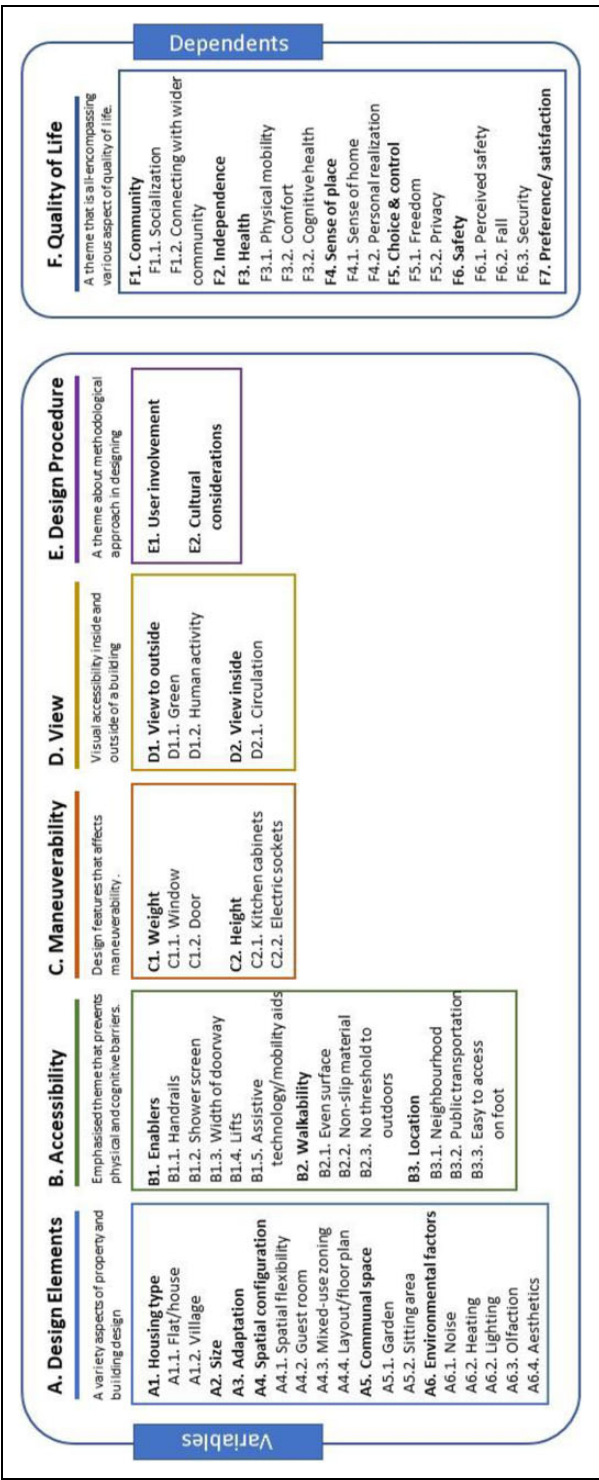 Variables
A. Design Elements
A variety aspects of property and
building design
A1. Housing type
A1.1. Flat/house
A1.2. Village
A2. Size
A3. Adaptation
A4. Spatial configuration
A4.1. Spatial flexibility
A4.2. Guest room
A4.3. Mixed-use zoning
A4.4. Layout/floor plan
A5. Communal space
A5.1. Garden
A5.2. Sitting area
A6. Environmental factors
A6.1. Noise
A6.2. Heating
A6.2. Lighting
A6.3. Olfaction
A6.4. Aesthetics
B. Accessibility
Emphasised theme that prevents
physical and cognitive barriers.
B1. Enablers
B1.1. Handrails
B1.2. Shower screen
B1.3. Width of doorway
B1.4. Lifts
B1.5. Assistive
technology/mobility aids
B2. Walkability
B2.1. Even surface
B2.2. Non-slip material
B2.3. No threshold to
outdoors
B3. Location
B3.1. Neighbourhood
B3.2. Public transportation
B3.3. Easy to access
on foot
C. Maneuverability
Design features that affects
maneuverability.
C1. Weight
C1.1. Window
C1.2. Door
C2. Height
C2.1. Kitchen cabinets
C2.2. Electric sockets
D. View
Visual accessibility inside and
outside of a building
D1. View to outside
D1.1. Green
D1.2. Human activity
D2. View inside
D2.1. Circulation
E. Design Procedure
A theme about methodological
approach in designing
E1. User involvement
E2. Cultural
considerations
F. Quality of Life
A theme that is all-encompassing
various aspect of quality of life.
F1. Community
F1.1. Socialization
F1.2. Connecting with wider
community
F2. Independence
F3. Health
F3.1. Physical mobility
F3.2. Comfort
F3.2. Cognitive health
F4. Sense of place
F4.1. Sense of home
F4.2. Personal realization
F5. Choice & control
F5.1. Freedom
F5.2. Privacy
F6. Safety
F6.1. Perceived safety
F6.2. Fall
F6.3. Security
F7. Preference/ satisfaction
Dependents